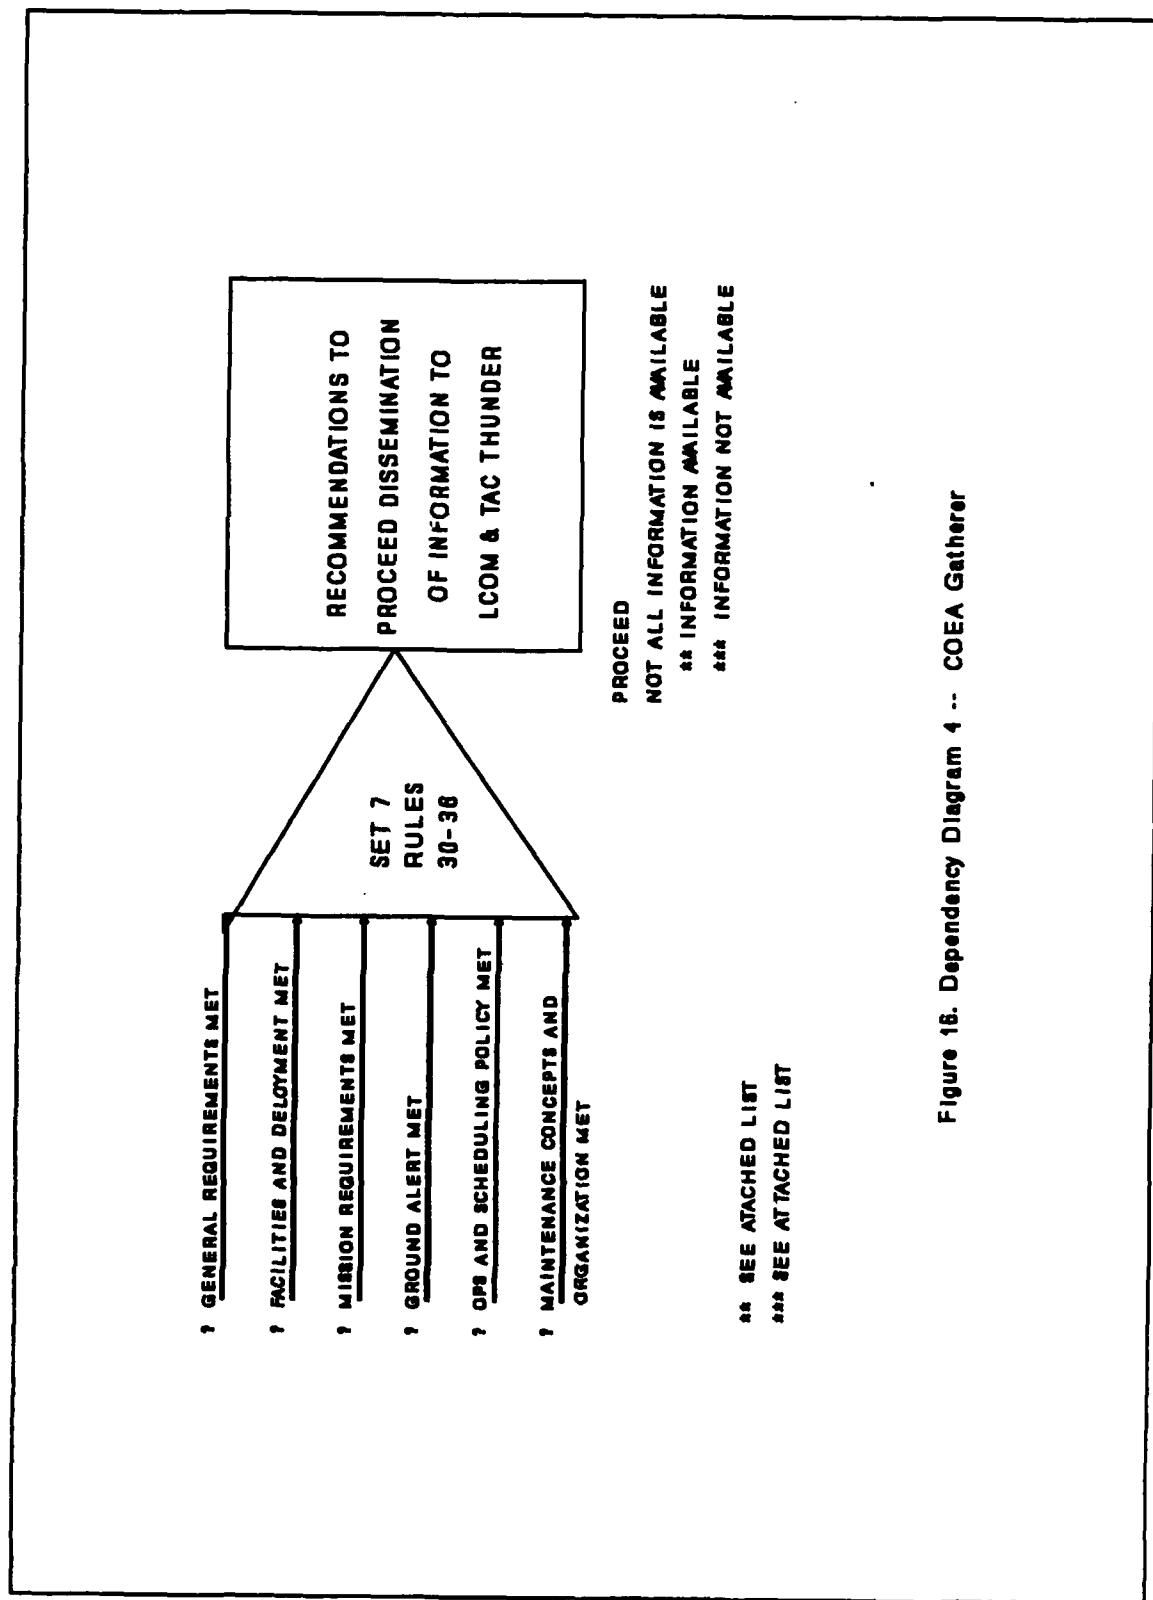 ? GENERAL REQUIREMENTS MET
? FACILITIES AND DELOYMENT MET
? MISSION REQUIREMENTS MET
? GROUND ALERT MET
? OPS AND SCHEDULING POLICY MET
? MAINTENANCE CONCEPTS AND
ORGANIZATION MET
SET 7
RULES
30-36
RECOMMENDATIONS TO
PROCEED DISSEMINATION
OF INFORMATION TO
LCOM & TAC THUNDER
PROCEED
NOT ALL INFORMATION IS AVAILABLE
** INFORMATION AVAILABLE
*** INFORMATION NOT AVAILABLE
** SEE ATACHED LIST
*** SEE ATTACHED LIST
Figure 16. Dependency Diagram 4 -- COEA Gatherer